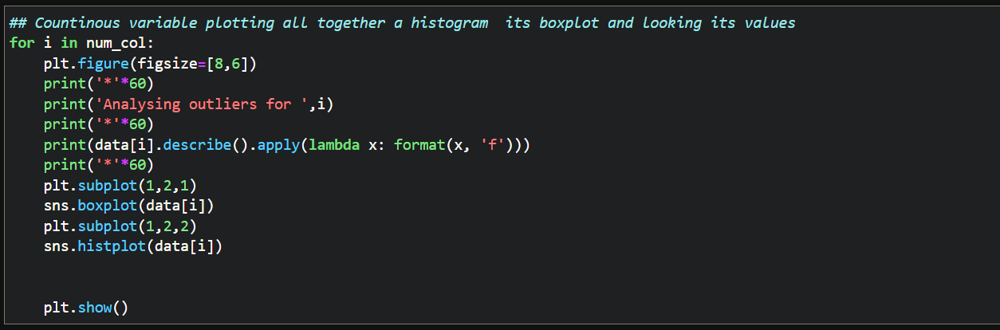 ## Countinous variable plotting all together a histogram  its boxplot and looking its values
for i in num_col:
    plt.figure(figsize=[8,6])
    print('*'*60)
    print('Analysing outliers for ',i)
    print('*'*60)
    print(data[i].describe().apply(lambda x: format(x, 'f')))
    print('*'*60)
    plt.subplot(1,2,1)
    sns.boxplot(data[i])
    plt.subplot(1,2,2)
    sns.histplot(data[i])
    plt.show()